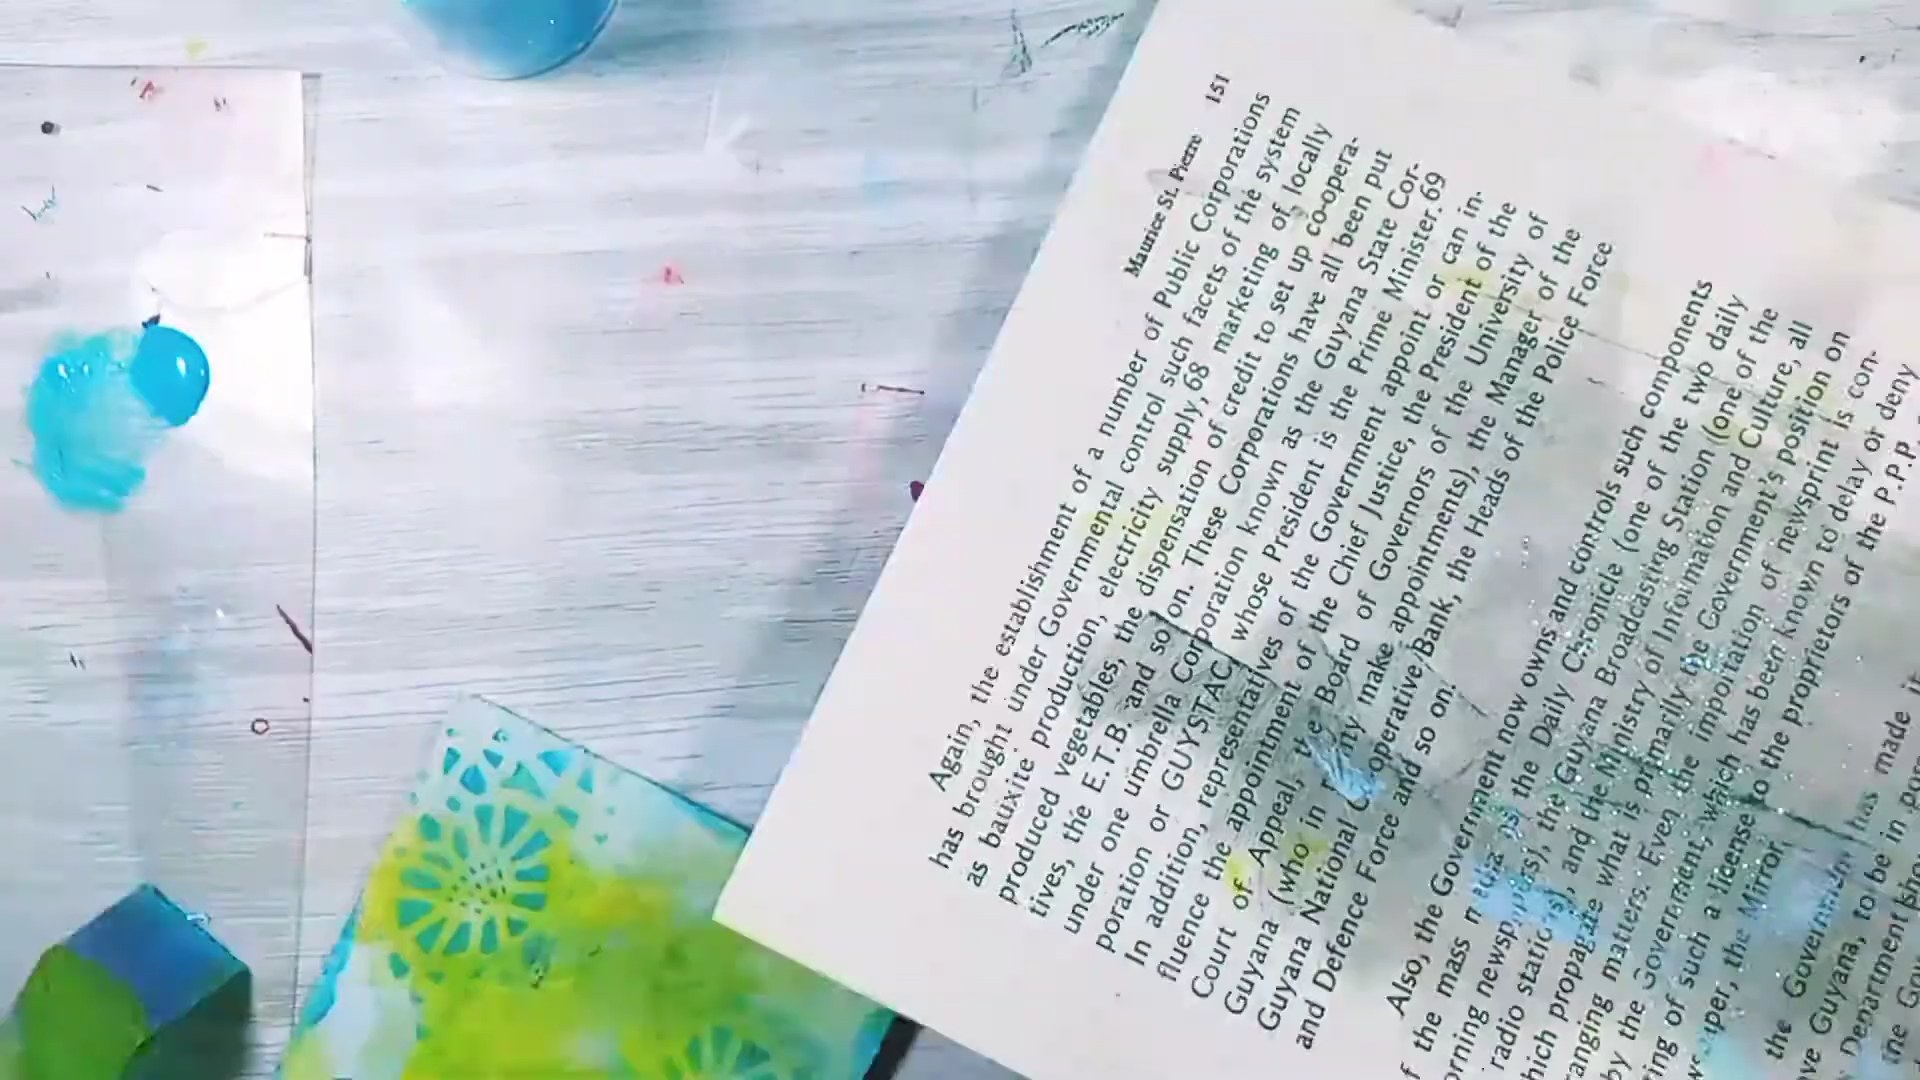 Maurice St. Pierre 151
Again, the establishment of a number of Public Corporations
has brought under Governmental control such facets of the system
as bauxite production, electricity supply,68 marketing of locally
produced vegetables, the dispensation of credit to set up co-opera-
tives, the E.T.B. and so on. These Corporations have all been put
under one umbrella Corporation known as the Guyana State Cor-
poration or GUYSTAC, whose President is the Prime Minister.69
In addition, representatives of the Government appoint or can in-
fluence the appointment of the Chief Justice, the President of the
Court of Appeal, the Board of Governors of the University of
Guyana (who in make appointments), the Manager of the
Guyana National Co operative Bank, the Heads of the Police Force
and Defence Force and so on.
Also, the Government now owns and controls such components
of the mass the Daily Chronicle (one of the two daily
the Guyana Broadcasting Station (one of the
radio and the Ministry of Information and Culture, all
which propagate what is primarily the Government's position on
matters. Even the importation of newsprint is con-
by the Government, which has been known to delay or deny
of such a license to the proprietors of the P.P.P.
the Mirror
the Government has made it
Guyana, to be in
Department
the